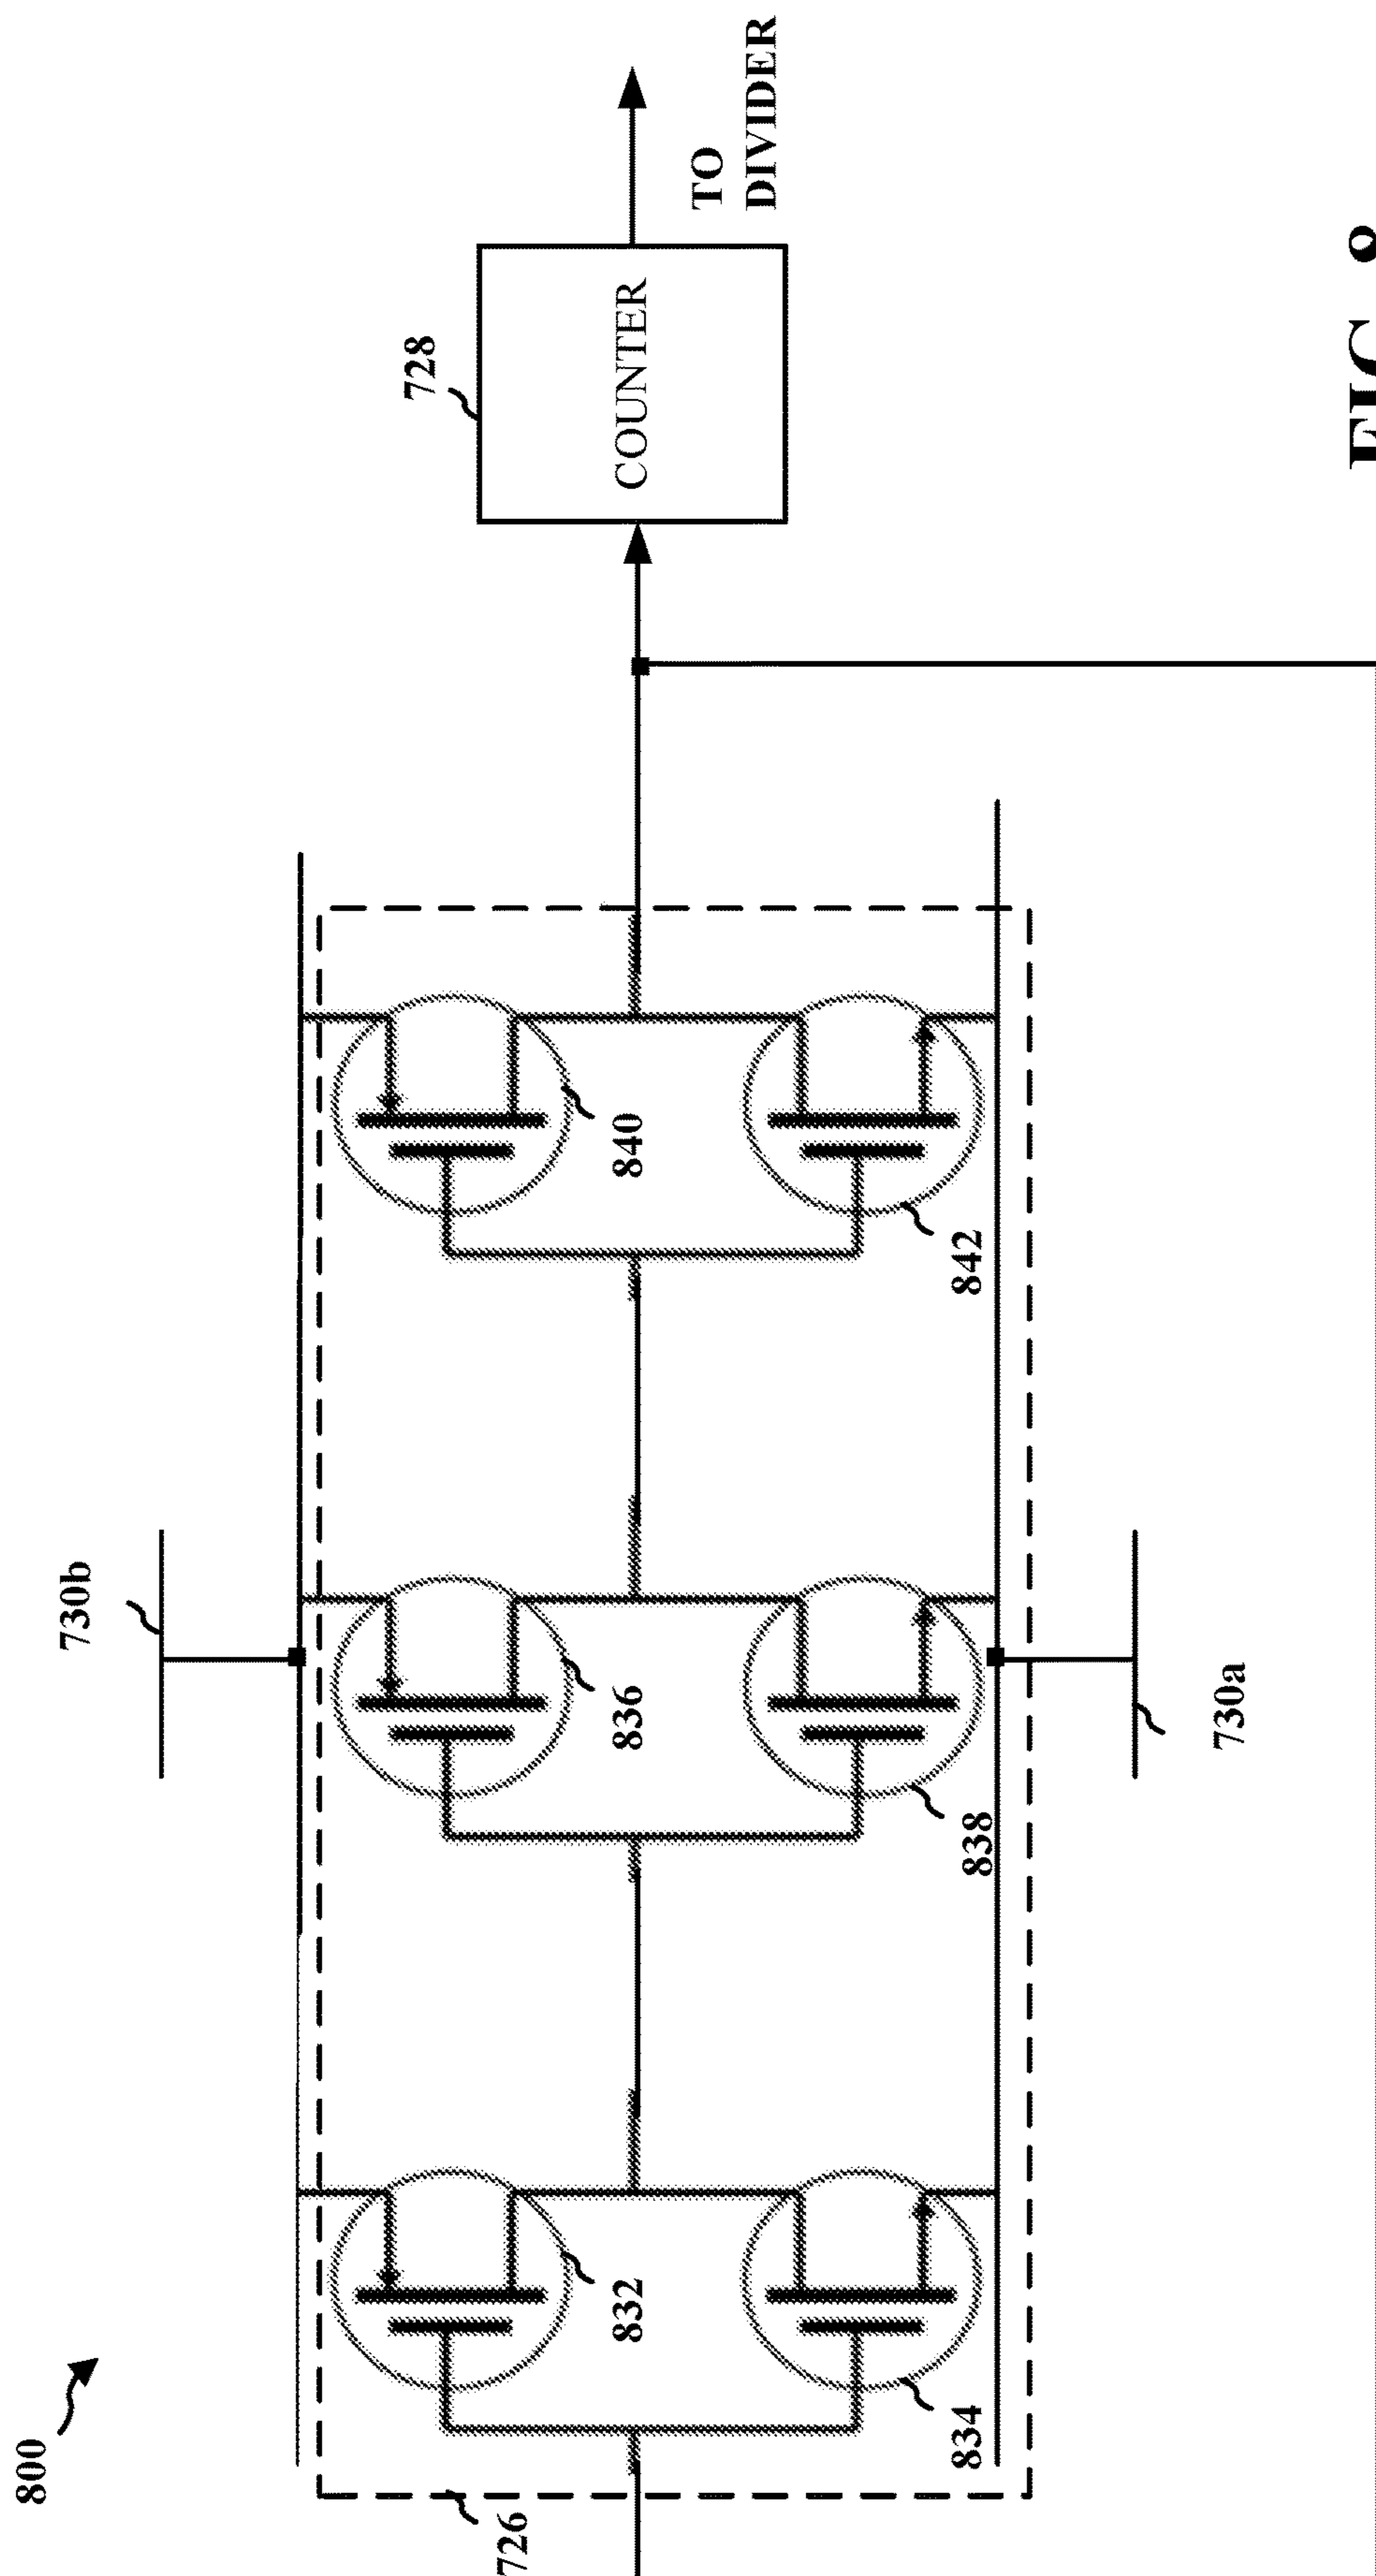 800
726
730b
832
836
840
834
838
842
730a
728
COUNTER
TO
DIVIDER
FIG. 8